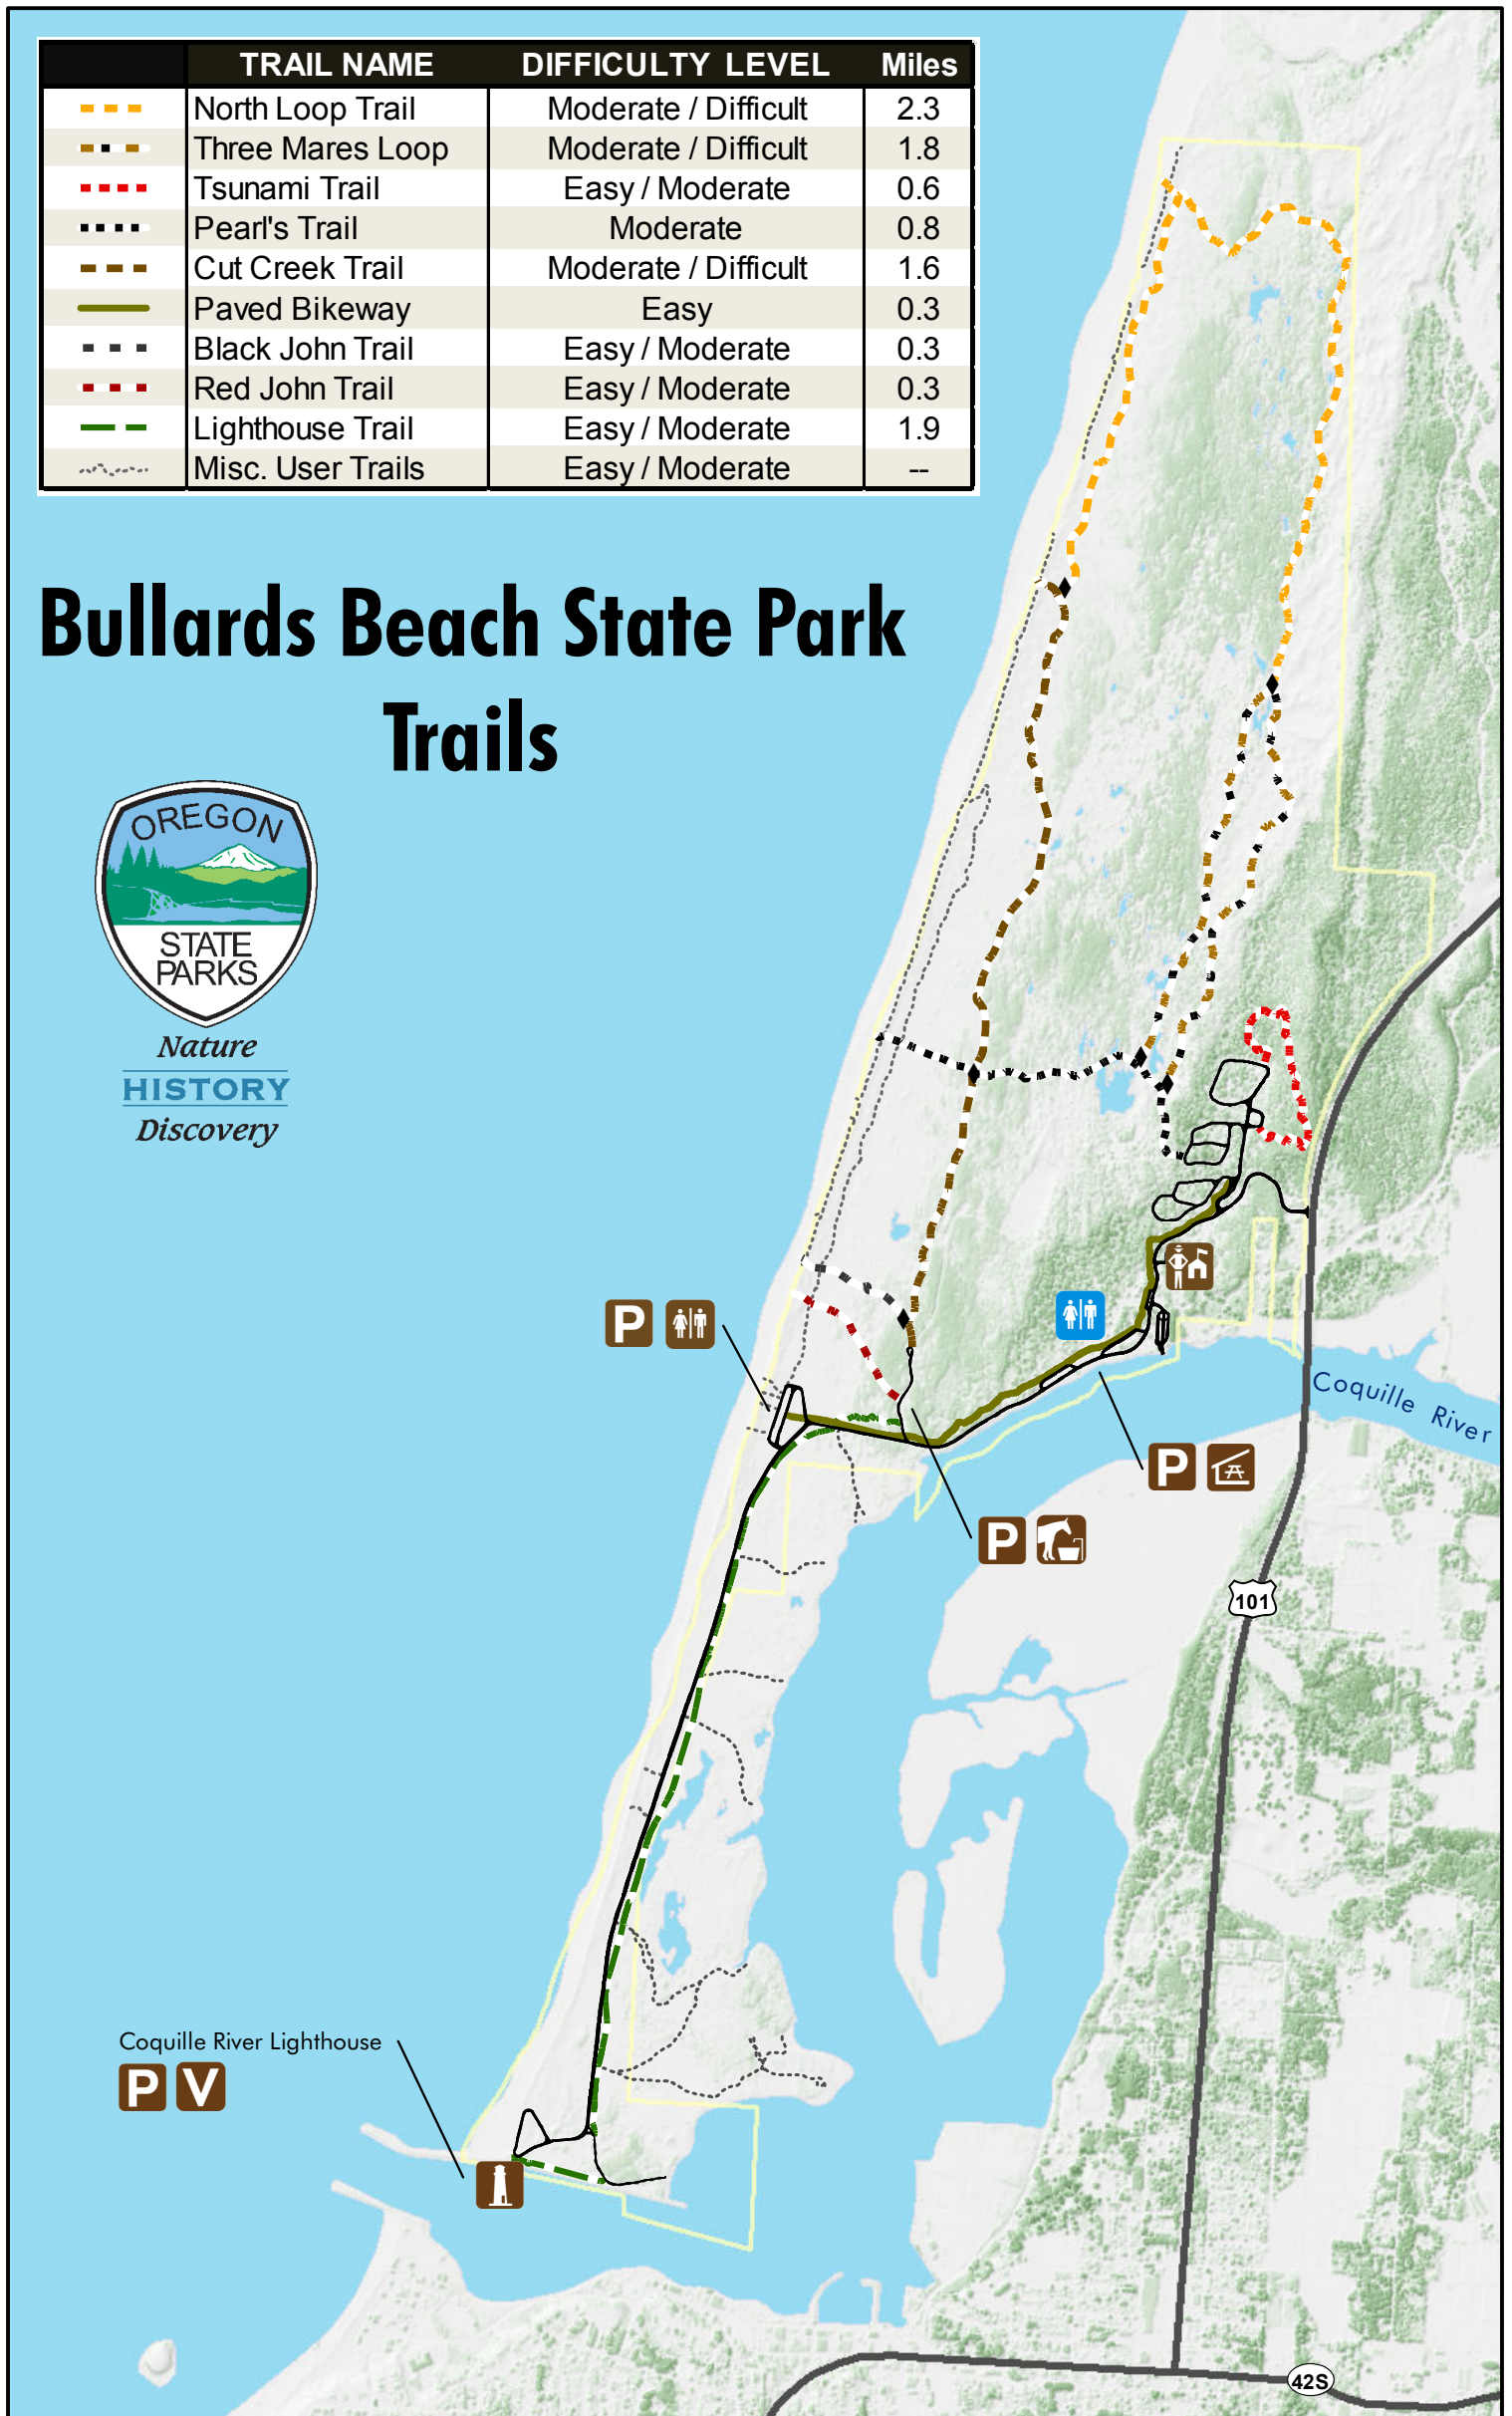 TRAIL NAME DIFFICULTY LEVEL Miles
North Loop Trail Moderate / Difficult 2.3
Three Mares Loop Moderate / Difficult 1.8
Tsunami Trail Easy / Moderate 0.6
Pearl's Trail Moderate 0.8
Cut Creek Trail Moderate / Difficult 1.6
Paved Bikeway Easy 0.3
Black John Trail Easy / Moderate 0.3
Red John Trail Easy / Moderate 0.3
Lighthouse Trail Easy / Moderate 1.9
Misc. User Trails Easy / Moderate --
Bullards Beach State Park
Trails
OREGON
STATE
PARKS
Nature
HISTORY
Discovery
P
Coquille River
P
P
101
Coquille River Lighthouse
P V
42S